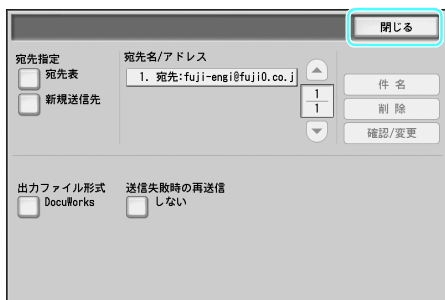 閉じる
宛先指定
宛先名/アドレス
宛先表
1. 宛先:fuji-engi@fuji0.co.j
新規送信先
1
1
件 名
削 除
確認/変更
出力ファイル形式
送信失敗時の再送信
DocuWorks
しない